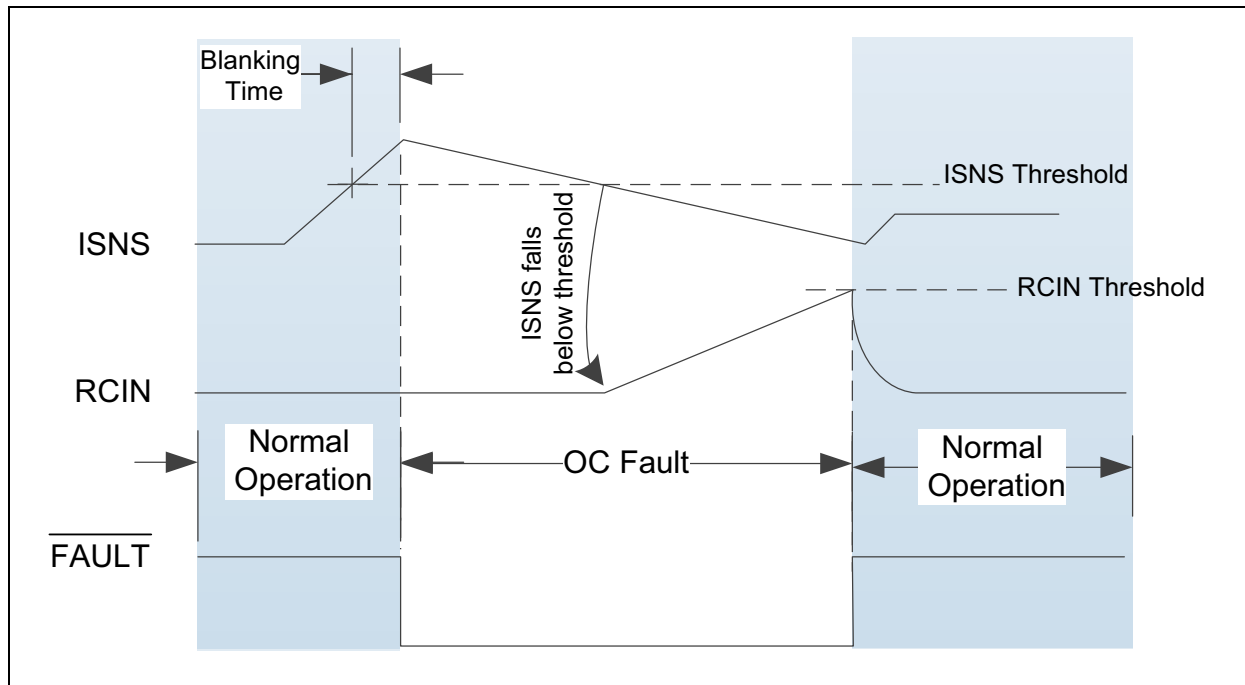 Blanking
Time
ISNS Threshold
ISNS
ISNS falls
below threshold
RCIN Threshold
RCIN
Normal
Operation
OC Fault
Normal
Operation
FAULT